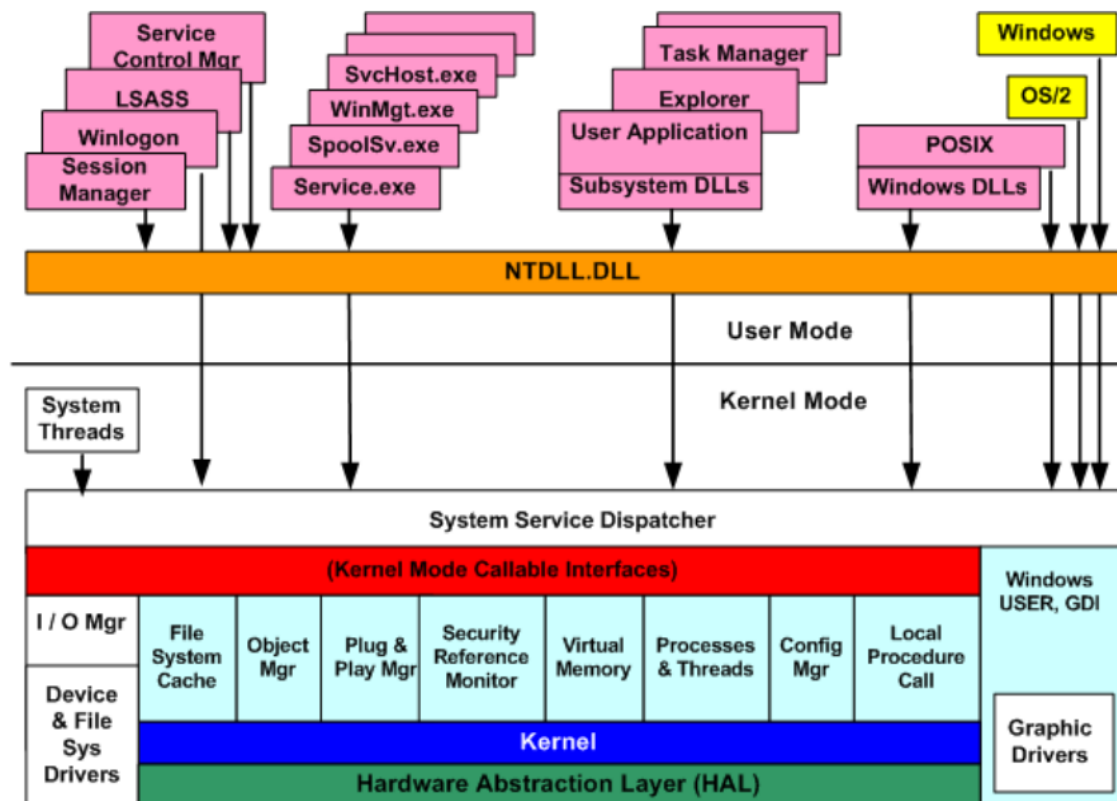 Service
Control Mgr
LSASS
Winlogon
Session
Manager
SvcHost.exe
WinMgt.exe
SpoolSv.exe
Service.exe
Task Manager
Explorer
User Application
Subsystem DLLs
Windows
OS/2
POSIX
Windows DLLs
NTDLL.DLL
User Mode
Kernel Mode
System
Threads
System Service Dispatcher
(Kernel Mode Callable Interfaces)
I / O Mgr
Device
& File
Sys
Drivers
File
System
Cache
Object
Mgr
Plug &
Play Mgr
Security
Reference
Monitor
Virtual
Memory
Processes
& Threads
Config
Mgr
Local
Procedure
Call
Windows
USER, GDI
Graphic
Drivers
Kernel
Hardware Abstraction Layer (HAL)